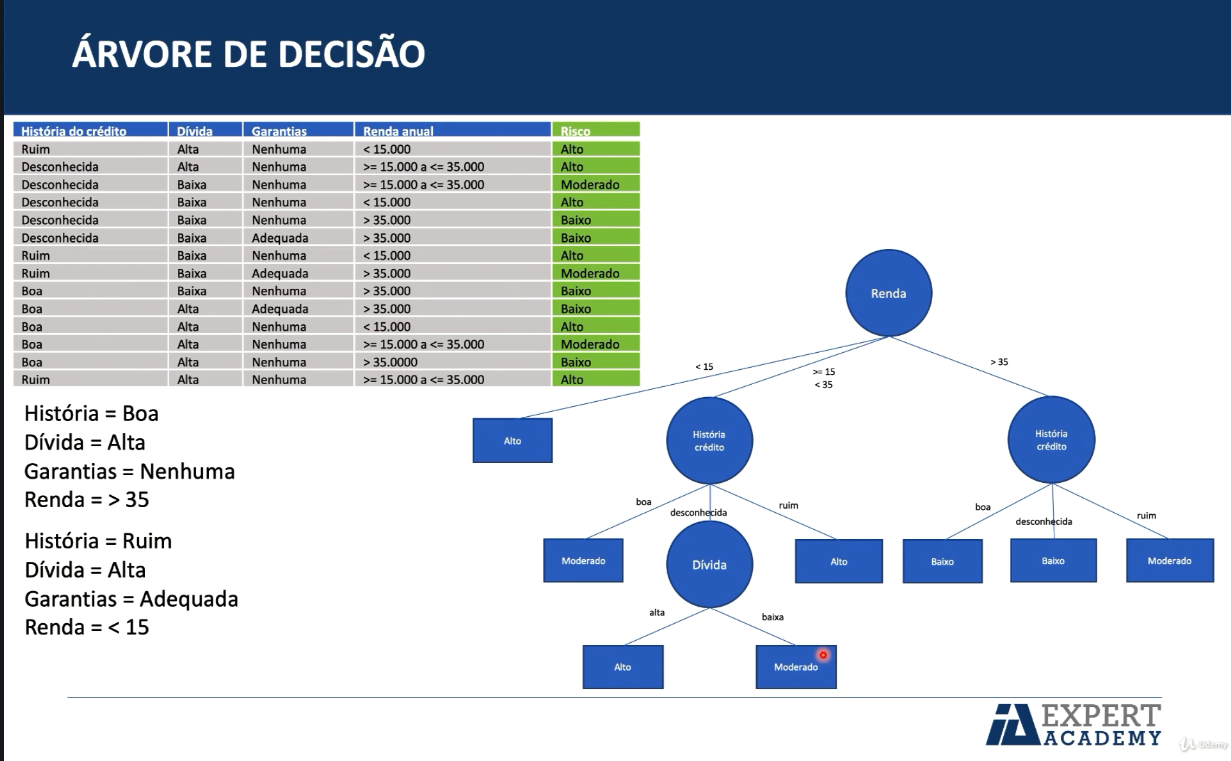 ÁRVORE DE DECISÃO
História do crédito Dívida Garantias Renda anual Risco
Ruim Alta Nenhuma < 15.000 Alto
Desconhecida Alta Nenhuma >= 15.000 a <= 35.000 Alto
Desconhecida Baixa Nenhuma >= 15.000 a <= 35.000 Moderado
Desconhecida Baixa Nenhuma < 15.000 Alto
Desconhecida Baixa Nenhuma > 35.000 Baixo
Desconhecida Baixa Adequada > 35.000 Baixo
Ruim Baixa Nenhuma < 15.000 Alto
Ruim Baixa Adequada > 35.000 Moderado
Boa Baixa Nenhuma > 35.000 Baixo
Boa Alta Adequada > 35.000 Baixo
Boa Alta Nenhuma < 15.000 Alto
Boa Alta Nenhuma >= 15.000 a <= 35.000 Moderado
Boa Alta Nenhuma > 35.0000 Baixo
Ruim Alta Nenhuma >= 15.000 a <= 35.000 Alto
História = Boa
Dívida = Alta
Garantias = Nenhuma
Renda = > 35
História = Ruim
Dívida = Alta
Garantias = Adequada
Renda = < 15
Renda
< 15
>= 15
< 35
> 35
Alto
História
crédito
História
crédito
boa
desconhecida
ruim
boa
desconhecida
ruim
Moderado
Dívida
Alto
Baixo
Baixo
Moderado
alta
baixa
Alto
Moderado
IA EXPERT
ACADEMY
Udemy